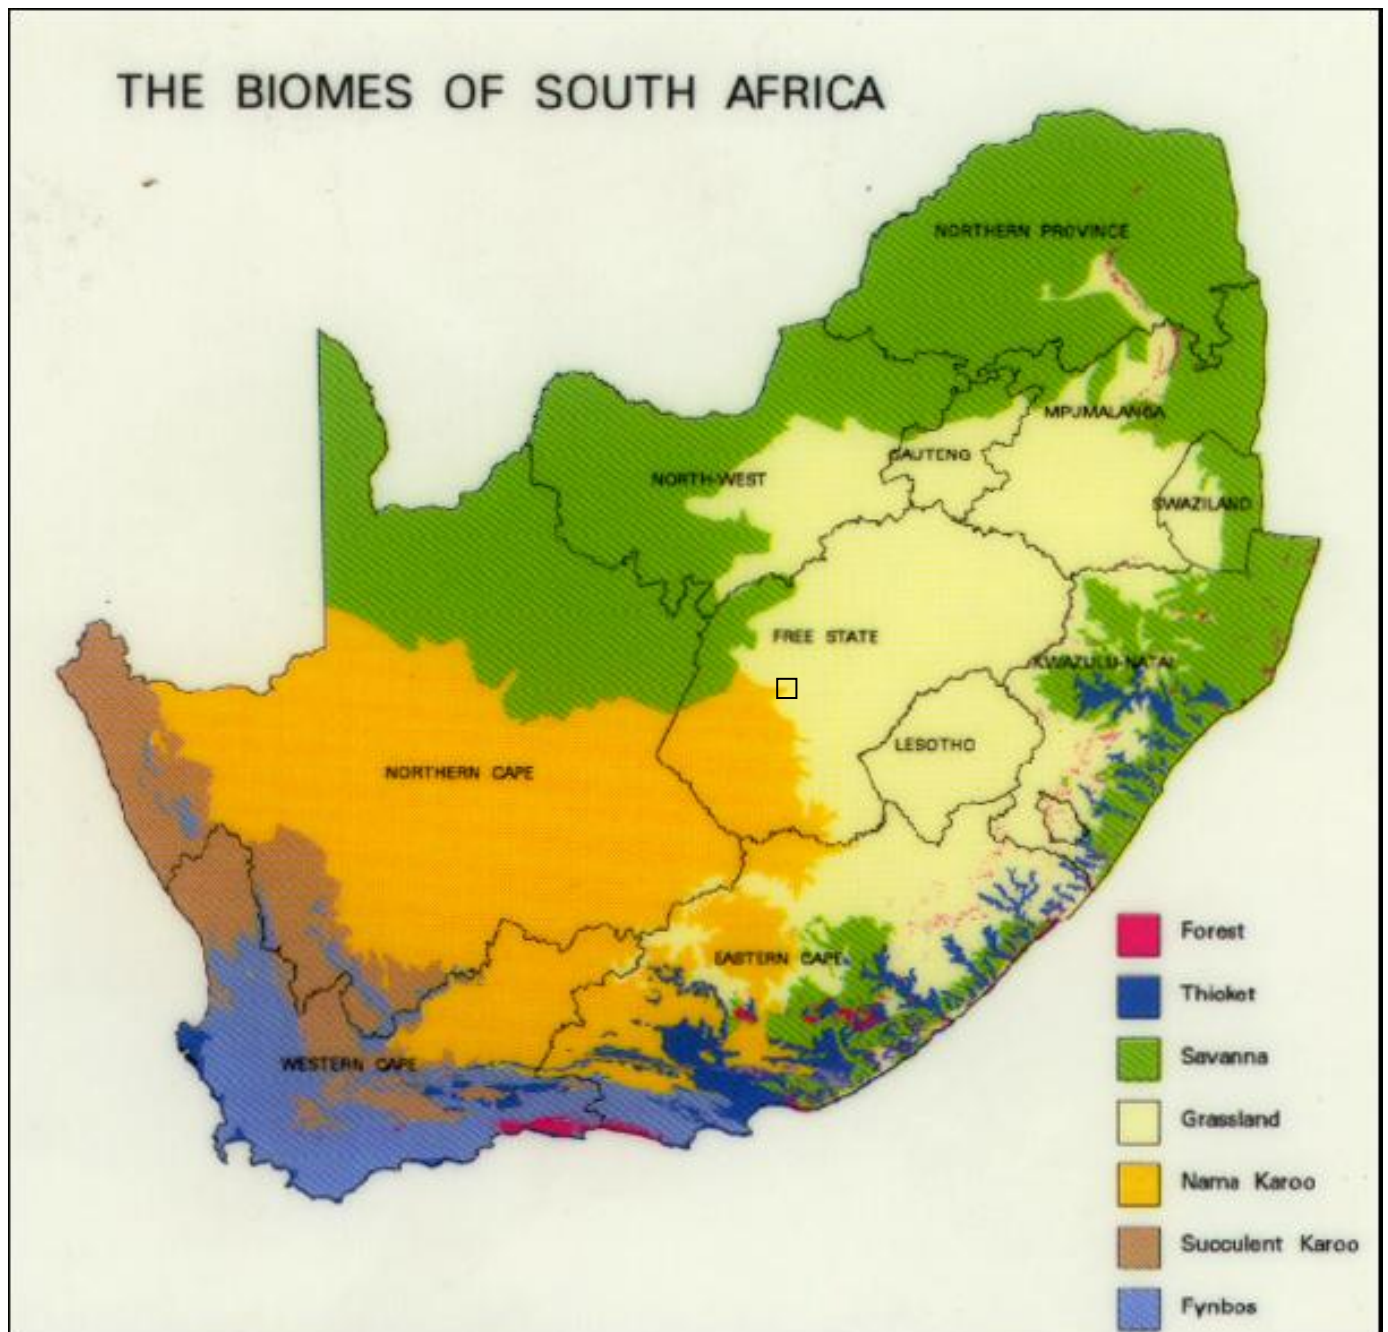 THE BIOMES OF SOUTH AFRICA
NORTHERN PROVINCE
MPUMALANGA
GAUTENG
NORTH-WEST
SWAZILAND
FREE STATE
KWAZULU-NATAL
LESOTHO
NORTHERN CAPE
EASTERN CAPE
WESTERN CAPE
Forest
Thicket
Savanna
Grassland
Nama Karoo
Succulent Karoo
Fynbos